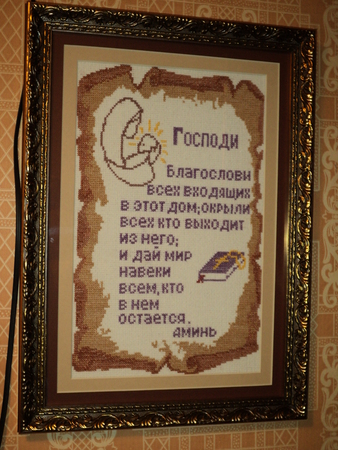 Господи
Благослови
всех входящих
в этот дом;окрыли
всех кто выходит
из него;
и дай мир
навеки
всем,кто
в нем
остается.
аминь